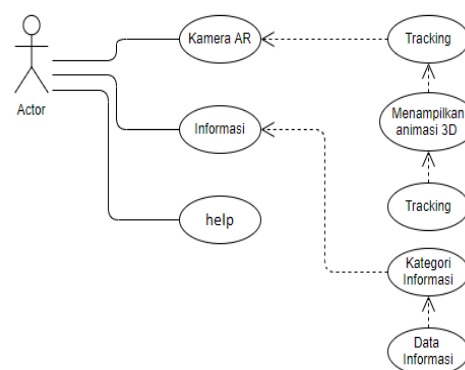 Actor
Kamera AR
Tracking
Informasi
Menampilkan
animasi 3D
help
Tracking
Kategori
Informasi
Data
Informasi